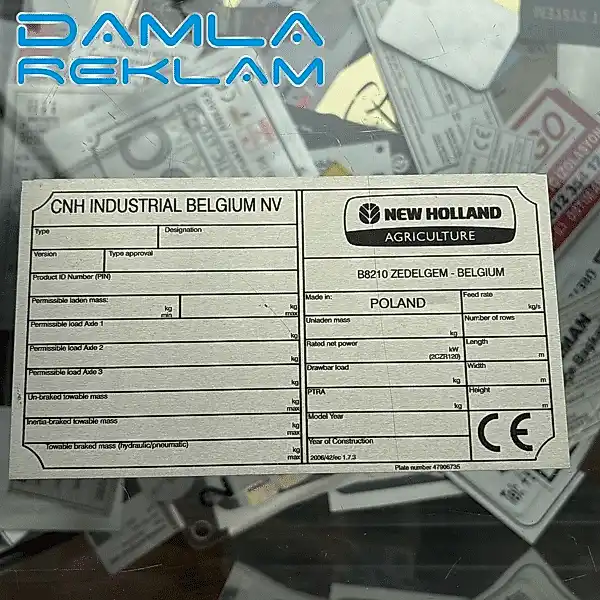 DAMLA
REKLAM
CNH INDUSTRIAL BELGIUM NV
Type
Designation
Version
Type approval
Product ID Number (PIN)
Permissible laden mass:
kg
min
kg
max
Permissible load Axle 1
kg
Permissible load Axle 2
kg
Permissible load Axle 3
kg
Un-braked towable mass
kg
max
Inertia-braked towable mass
kg
max
Towable braked mass (hydraulic/pneumatic)
kg
max
NEW HOLLAND
AGRICULTURE
B8210 ZEDELGEM - BELGIUM
Made in:
POLAND
Feed rate
kg/s
Unladen mass
kg
Number of rows
Rated net power
kW
(2CZR120)
Length
m
Drawbar load
kg
Width
m
PTRA
kg
Height
m
Model Year
Year of Construction
2006/42/ec 1.7.3
CE
Plate number 47906735